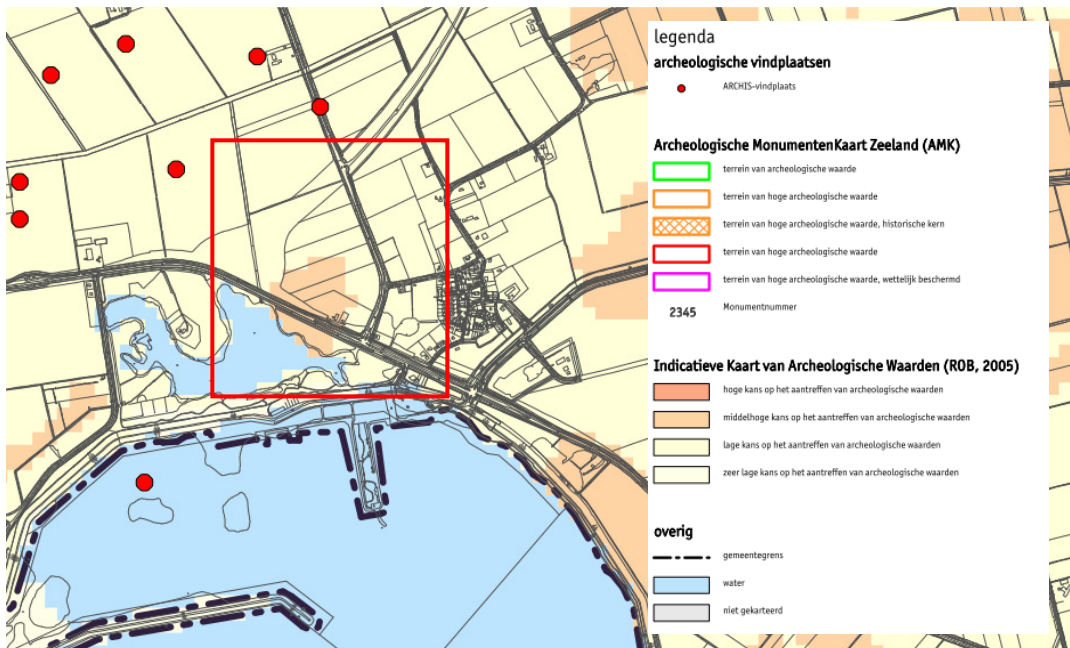 legenda
archeologische vindplaatsen
ARCHIS-vindplaats
Archeologische MonumentenKaart Zeeland (AMK)
terrein van archeologische waarde
terrein van hoge archeologische waarde
terrein van hoge archeologische waarde, historische kern
terrein van hoge archeologische waarde
terrein van hoge archeologische waarde, wettelijk beschermd
2345 Monumentnummer
Indicatieve Kaart van Archeologische Waarden (ROB, 2005)
hoge kans op het aantreffen van archeologische waarden
middelhoge kans op het aantreffen van archeologische waarden
lage kans op het aantreffen van archeologische waarden
zeer lage kans op het aantreffen van archeologische waarden
overig
gemeentegrens
water
niet gekarteerd